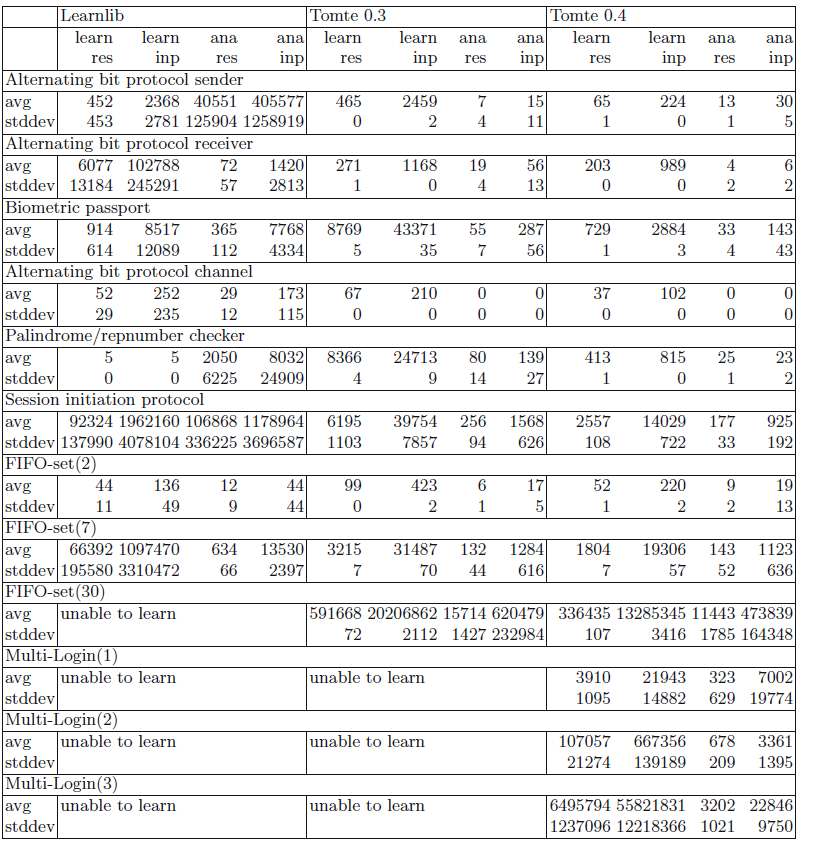 Learnlib Tomte 0.3 Tomte 0.4
learn learn ana ana learn learn ana ana learn learn ana ana
res inp res inp res inp res inp res inp res inp
Alternating bit protocol sender
avg 452 2368 40551 405577 465 2459 7 15 65 224 13 30
stddev 453 2781 125904 1258919 0 2 4 11 1 0 1 5
Alternating bit protocol receiver
avg 6077 102788 72 1420 271 1168 19 56 203 989 4 6
stddev 13184 245291 57 2813 1 0 4 13 0 0 2 2
Biometric passport
avg 914 8517 365 7768 8769 43371 55 287 729 2884 33 143
stddev 614 12089 112 4334 5 35 7 56 1 3 4 43
Alternating bit protocol channel
avg 52 252 29 173 67 210 0 0 37 102 0 0
stddev 29 235 12 115 0 0 0 0 0 0 0 0
Palindrome/repnumber checker
avg 5 5 2050 8032 8366 24713 80 139 413 815 25 23
stddev 0 0 6225 24909 4 9 14 27 1 0 1 2
Session initiation protocol
avg 92324 1962160 106868 1178964 6195 39754 256 1568 2557 14029 177 925
stddev 137990 4078104 336225 3696587 1103 7857 94 626 108 722 33 192
FIFO-set(2)
avg 44 136 12 44 99 423 6 17 52 220 9 19
stddev 11 49 9 44 0 2 1 5 1 2 2 13
FIFO-set(7)
avg 66392 1097470 634 13530 3215 31487 132 1284 1804 19306 143 1123
stddev 195580 3310472 66 2397 7 70 44 616 7 57 52 636
FIFO-set(30)
avg unable to learn 591668 20206862 15714 620479 336435 13285345 11443 473839
stddev 72 2112 1427 232984 107 3416 1785 164348
Multi-Login(1)
avg unable to learn unable to learn 3910 21943 323 7002
stddev 1095 14882 629 19774
Multi-Login(2)
avg unable to learn unable to learn 107057 667356 678 3361
stddev 21274 139189 209 1395
Multi-Login(3)
avg unable to learn unable to learn 6495794 55821831 3202 22846
stddev 1237096 12218366 1021 9750